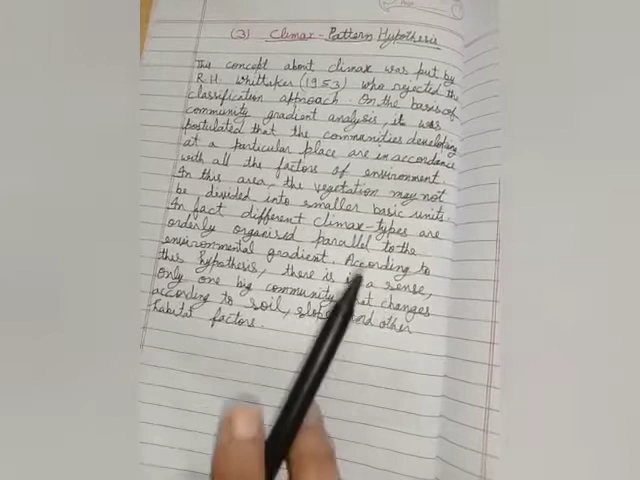 (3) Climax-Pattern Hypothesis
This concept about climax was put by
R.H. Whittaker (1953) who rejected the
classification approach. On the basis of
community gradient analysis, it was
postulated that the communities developing
at a particular place are in accordance
with all the factors of environment.
In this area, the vegetation may not
be divided into smaller basic units.
In fact different climax-types are
orderly organised parallel to the
environmental gradient. According to
this hypothesis, there is in a sense,
only one big community that changes
according to soil, slope and other
habitat factors.